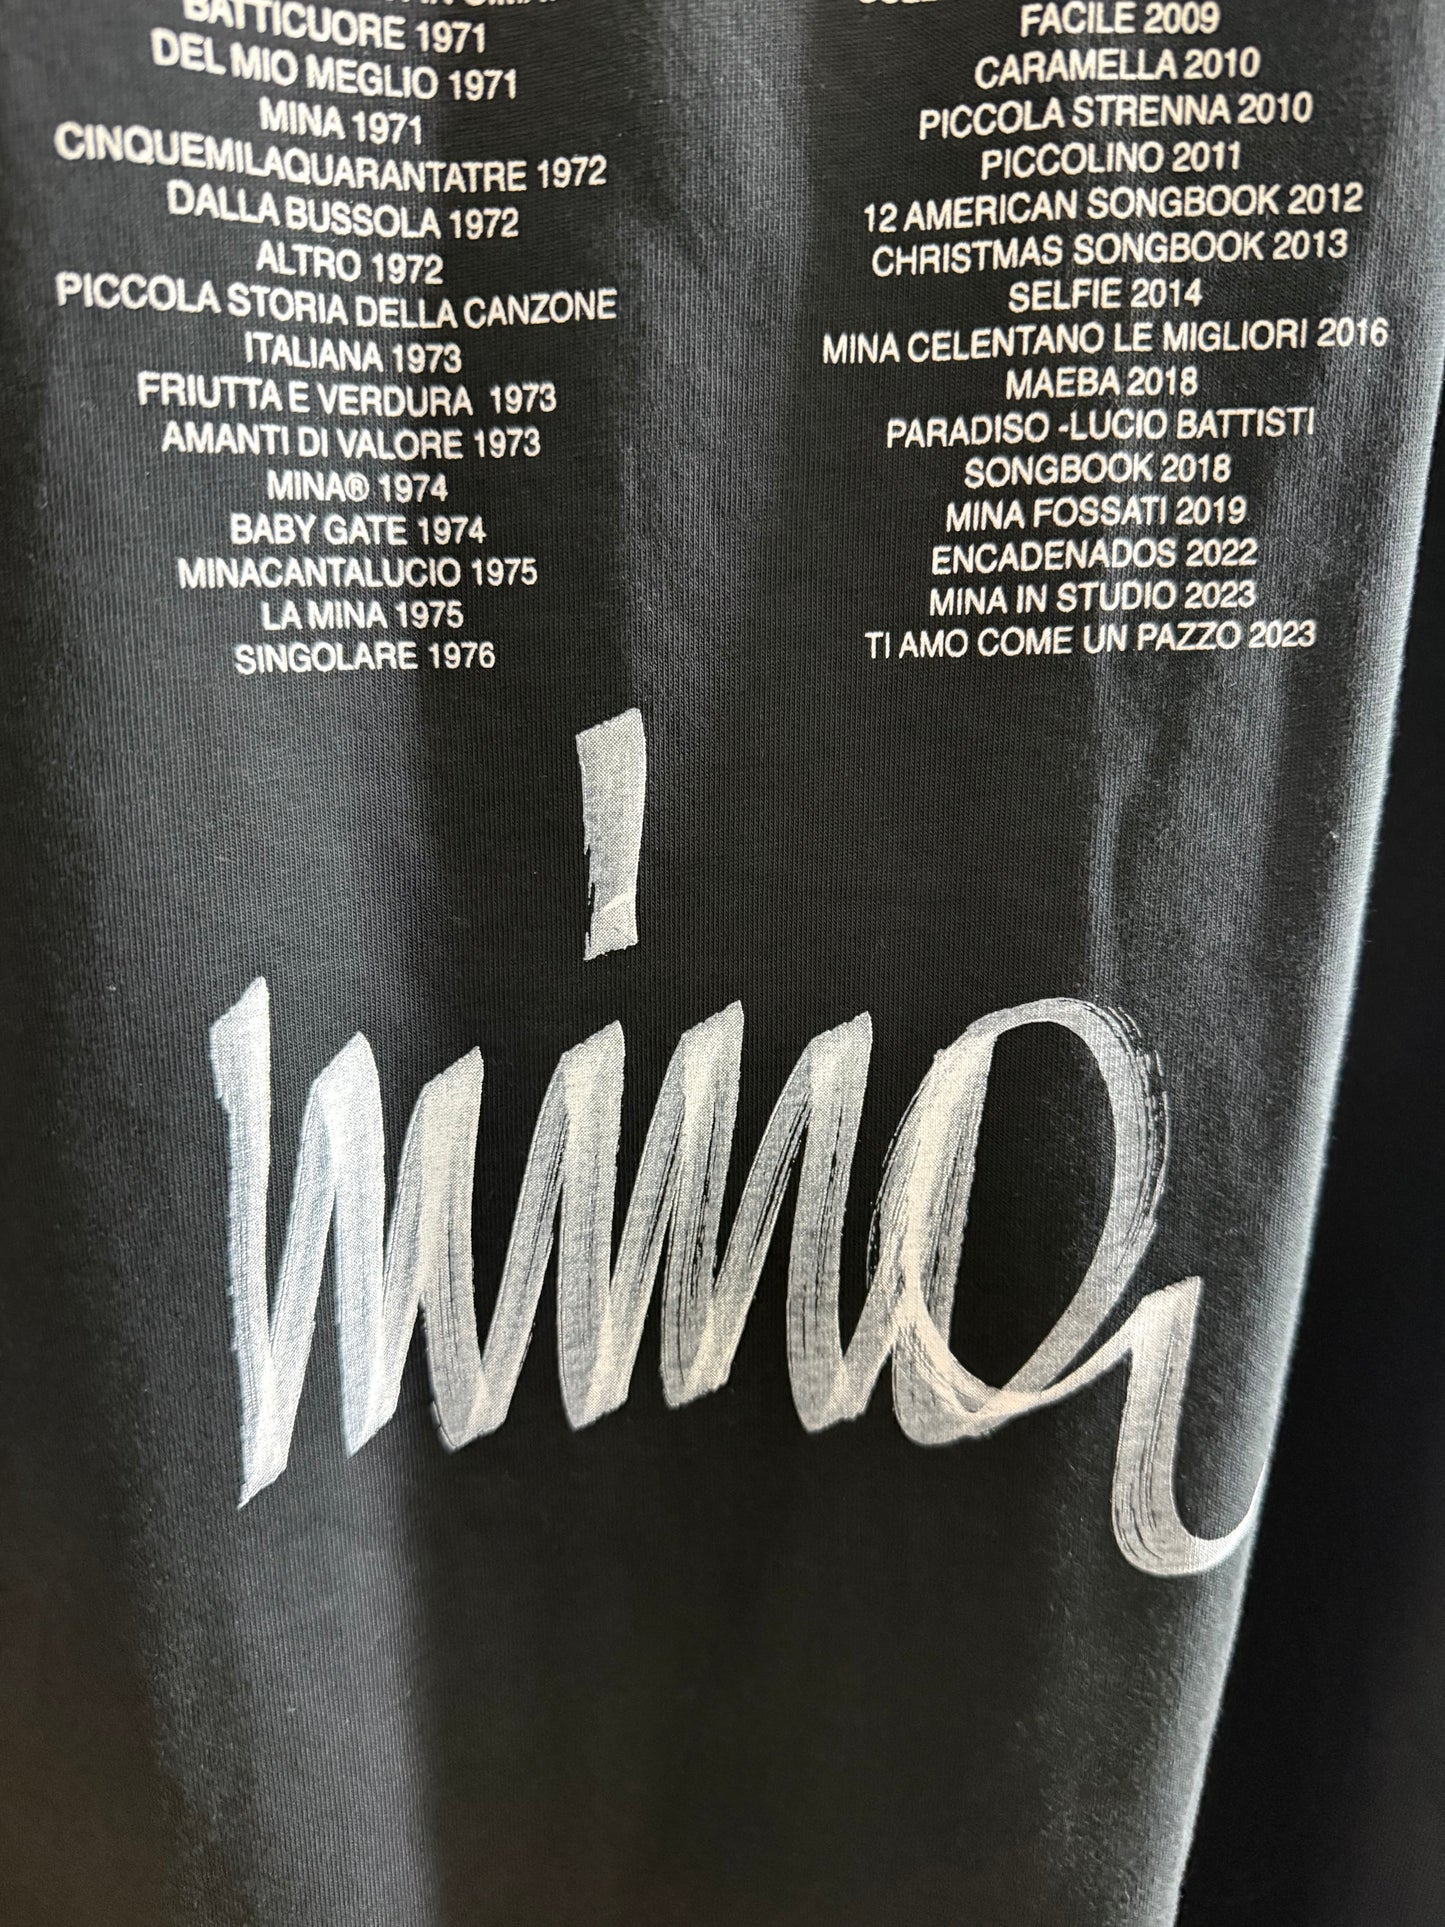 BATTICUORE 1971
DEL MIO MEGLIO 1971
MINA 1971
CINQUEMILAQUARANTATRE 1972
DALLA BUSSOLA 1972
ALTRO 1972
PICCOLA STORIA DELLA CANZONE
ITALIANA 1973
FRIUTTA E VERDURA 1973
AMANTI DI VALORE 1973
MINA® 1974
BABY GATE 1974
MINACANTALUCIO 1975
LA MINA 1975
SINGOLARE 1976
FACILE 2009
CARAMELLA 2010
PICCOLA STRENNA 2010
PICCOLINO 2011
12 AMERICAN SONGBOOK 2012
CHRISTMAS SONGBOOK 2013
SELFIE 2014
MINA CELENTANO LE MIGLIORI 2016
MAEBA 2018
PARADISO -LUCIO BATTISTI
SONGBOOK 2018
MINA FOSSATI 2019
ENCADENADOS 2022
MINA IN STUDIO 2023
TI AMO COME UN PAZZO 2023
mina